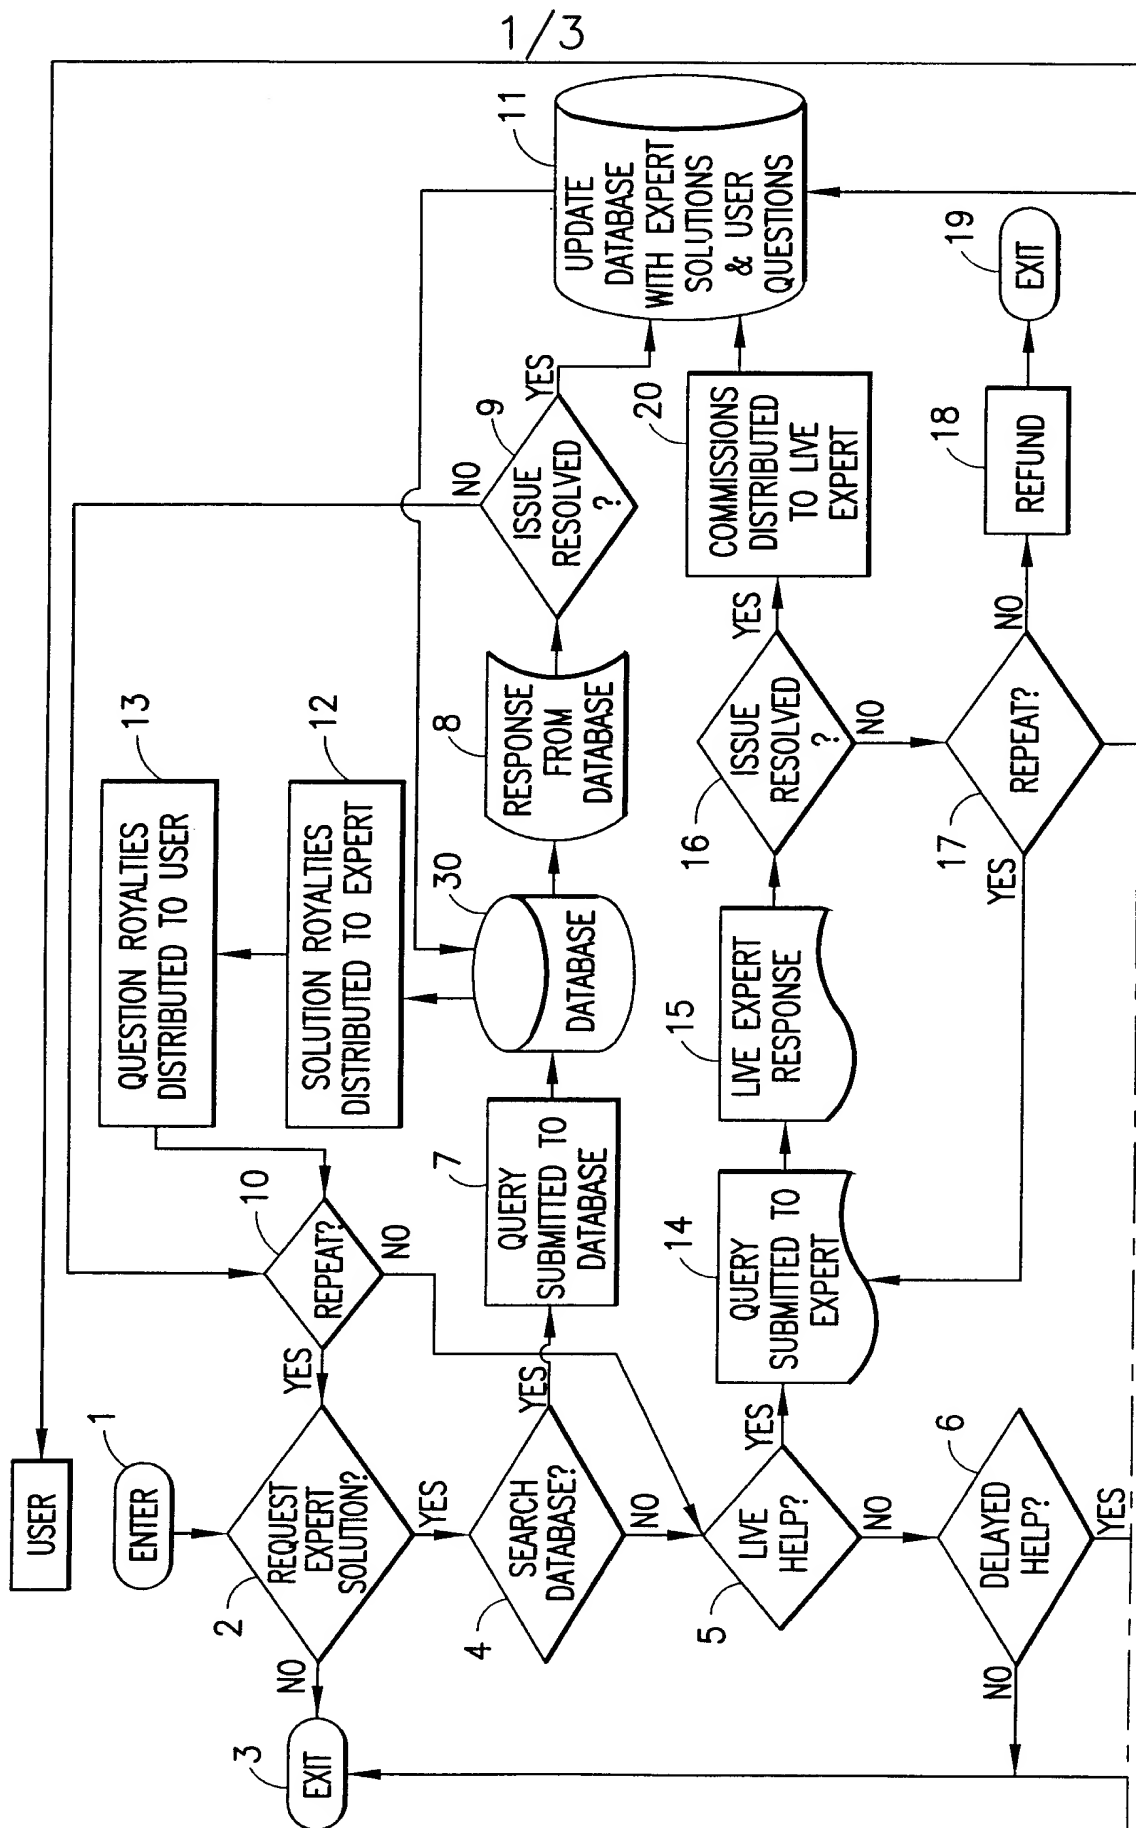 1/3
USER
1
ENTER
2
REQUEST
EXPERT
SOLUTION?
NO
3
EXIT
YES
4
SEARCH
DATABASE?
YES
NO
5
LIVE
HELP?
YES
NO
6
DELAYED
HELP?
NO
YES
10
REPEAT?
YES
NO
7
QUERY
SUBMITTED TO
DATABASE
30
DATABASE
13
QUESTION ROYALTIES
DISTRIBUTED TO USER
12
SOLUTION ROYALTIES
DISTRIBUTED TO EXPERT
8
RESPONSE
FROM
DATABASE
9
ISSUE
RESOLVED
?
NO
YES
11
UPDATE
DATABASE
WITH EXPERT
SOLUTIONS
& USER
QUESTIONS
14
QUERY
SUBMITTED TO
EXPERT
15
LIVE EXPERT
RESPONSE
16
ISSUE
RESOLVED
?
YES
NO
20
COMMISSIONS
DISTRIBUTED
TO LIVE
EXPERT
17
REPEAT?
YES
NO
18
REFUND
19
EXIT